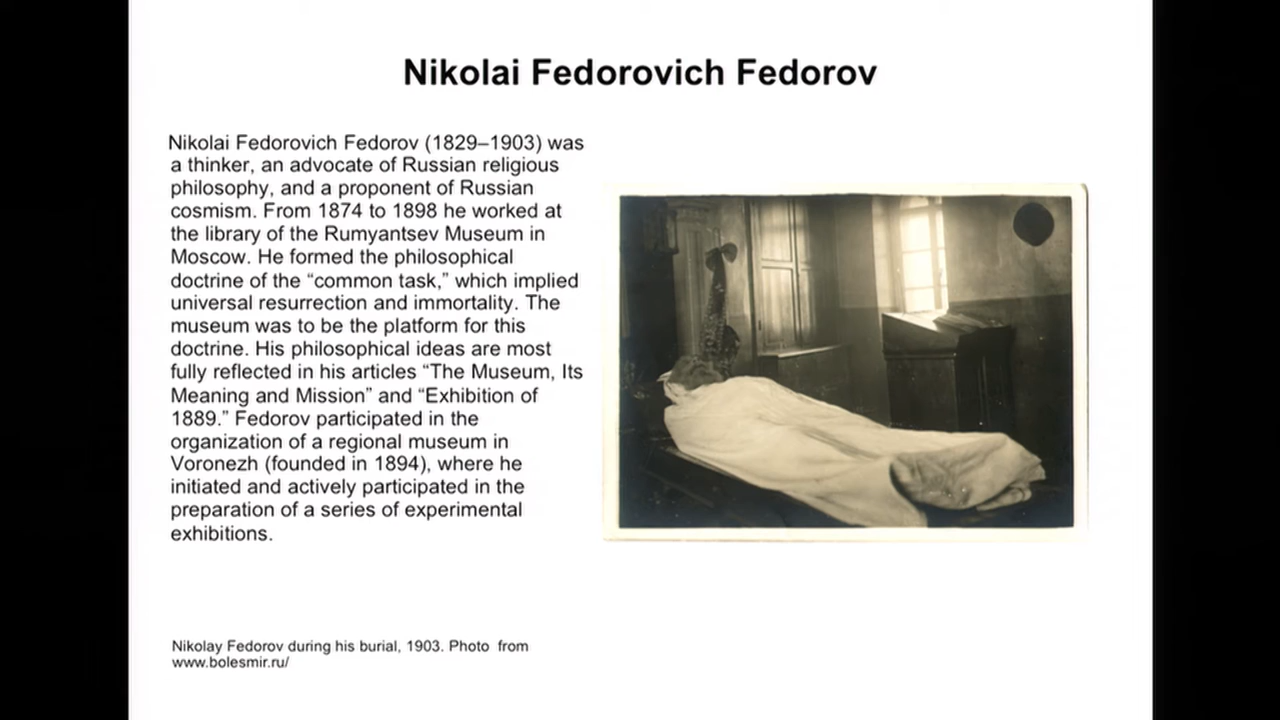 Nikolai Fedorovich Fedorov
Nikolai Fedorovich Fedorov (1829–1903) was
a thinker, an advocate of Russian religious
philosophy, and a proponent of Russian
cosmism. From 1874 to 1898 he worked at
the library of the Rumyantsev Museum in
Moscow. He formed the philosophical
doctrine of the “common task,” which implied
universal resurrection and immortality. The
museum was to be the platform for this
doctrine. His philosophical ideas are most
fully reflected in his articles “The Museum, Its
Meaning and Mission” and “Exhibition of
1889.” Fedorov participated in the
organization of a regional museum in
Voronezh (founded in 1894), where he
initiated and actively participated in the
preparation of a series of experimental
exhibitions.
Nikolay Fedorov during his burial, 1903. Photo from
www.bolesmir.ru/